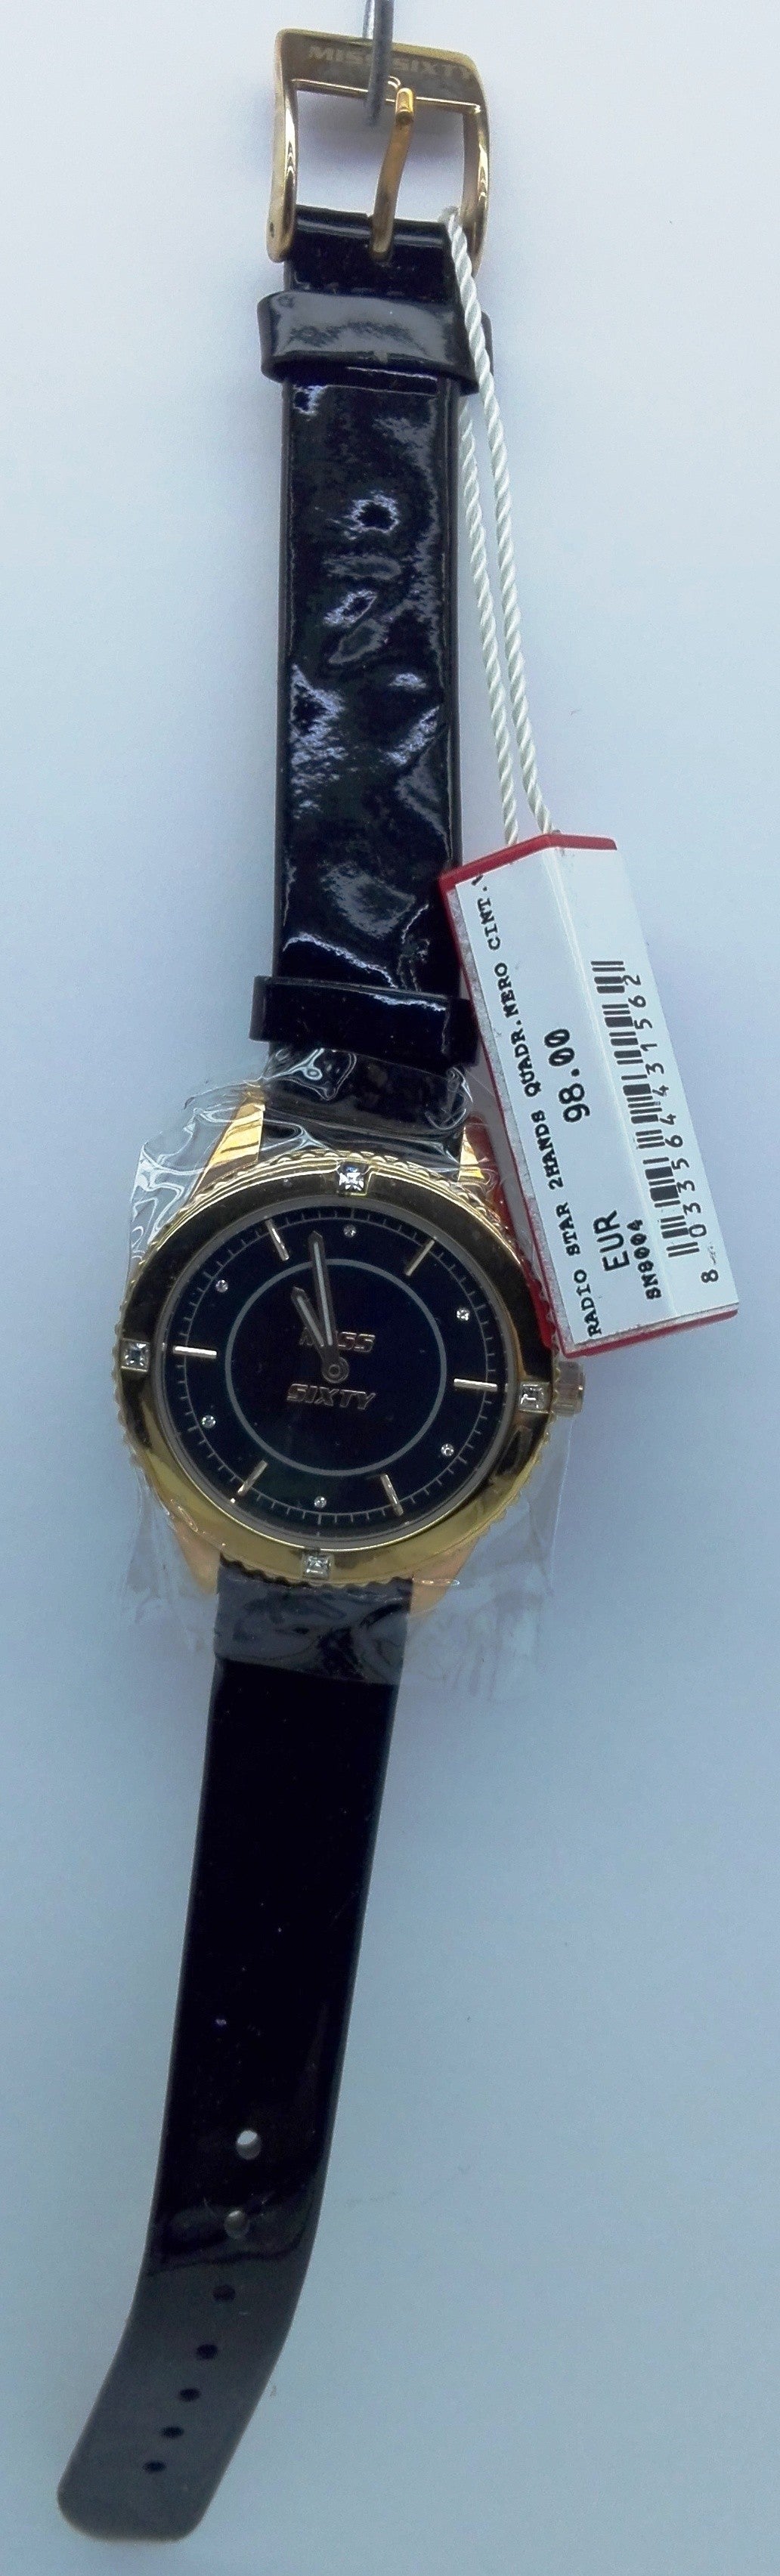 MISS SIXTY
MISS
SIXTY
RADIO STAR 2HANDS QUADR.NERO CINT.
EUR 98.00
SN8004
8 033564 431562